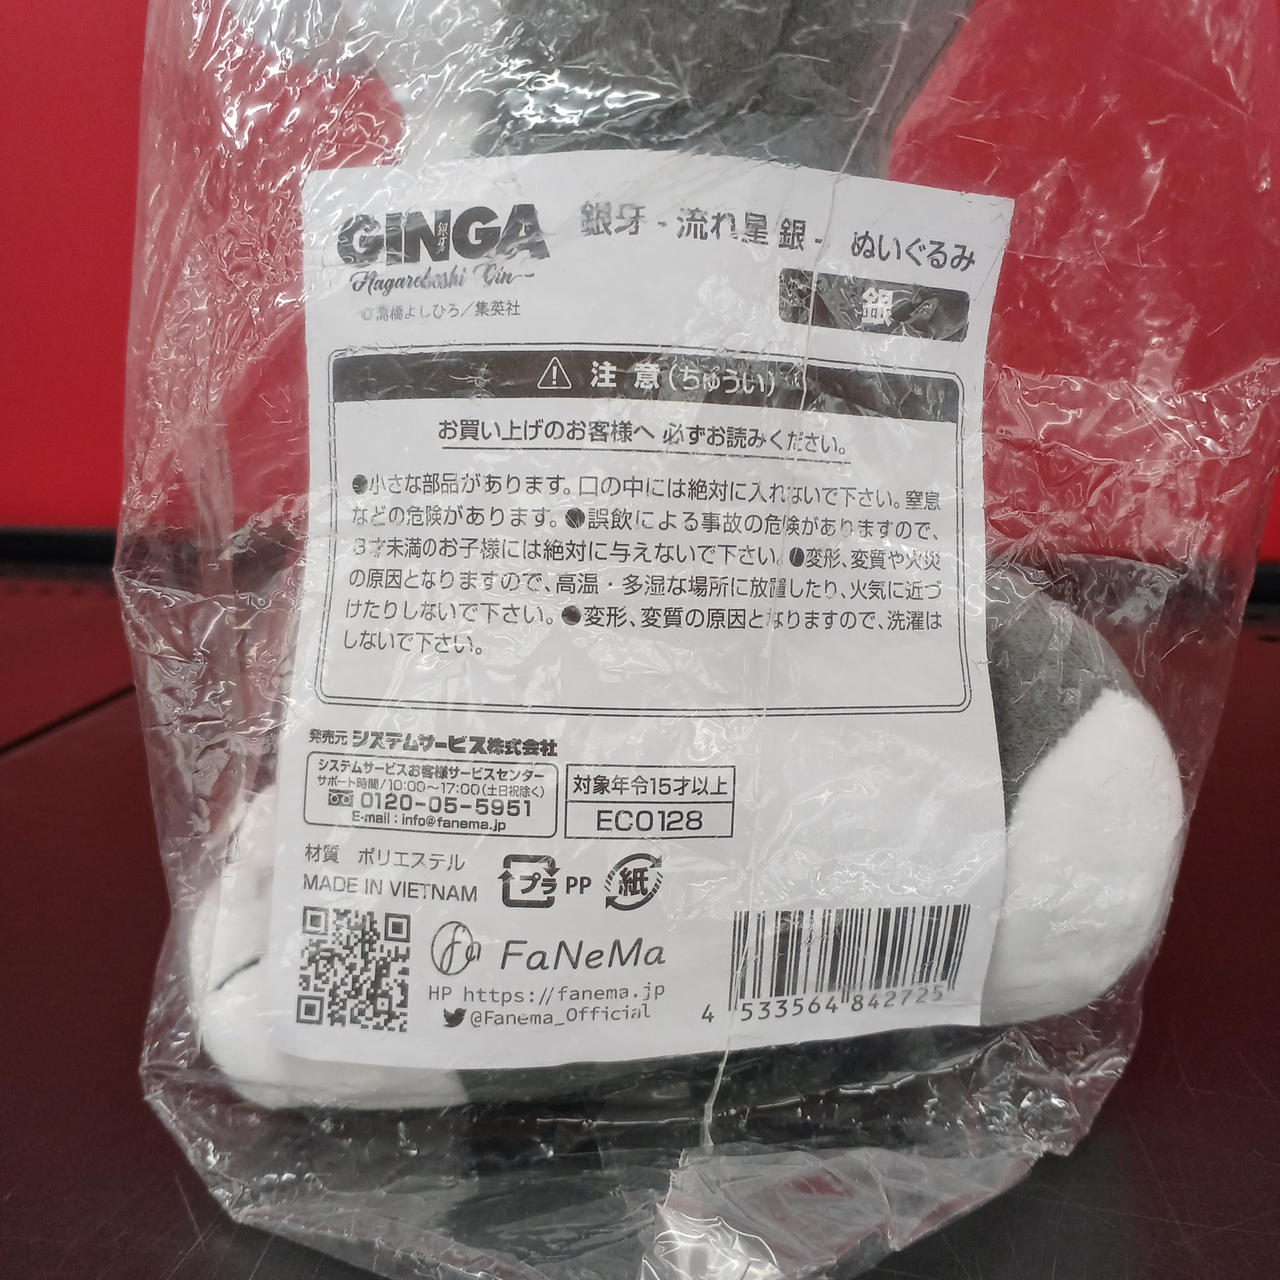 GINGA
銀牙
Nagareboshi Gin
©高橋よしひろ/集英社
銀牙 - 流れ星 銀 - ぬいぐるみ
銀
注 意(ちゅうい)
お買い上げのお客様へ 必ずお読みください。
●小さな部品があります。口の中には絶対に入れないで下さい。窒息
などの危険があります。●誤飲による事故の危険がありますので、
3才未満のお子様には絶対に与えないで下さい。●変形、変質や火災
の原因となりますので、高温・多湿な場所に放置したり、火気に近づ
けたりしないで下さい。●変形、変質の原因となりますので、洗濯は
しないで下さい。
発売元 システムサービス株式会社
システムサービスお客様サービスセンター
サポート時間/10:00〜17:00(土日祝除く)
0120-05-5951
E-mail : info@fanema.jp
対象年令15才以上
EC0128
材質 ポリエステル
MADE IN VIETNAM
プラ PP 紙
FaNeMa
HP https://fanema.jp
@Fanema_Official
4 533564 842725